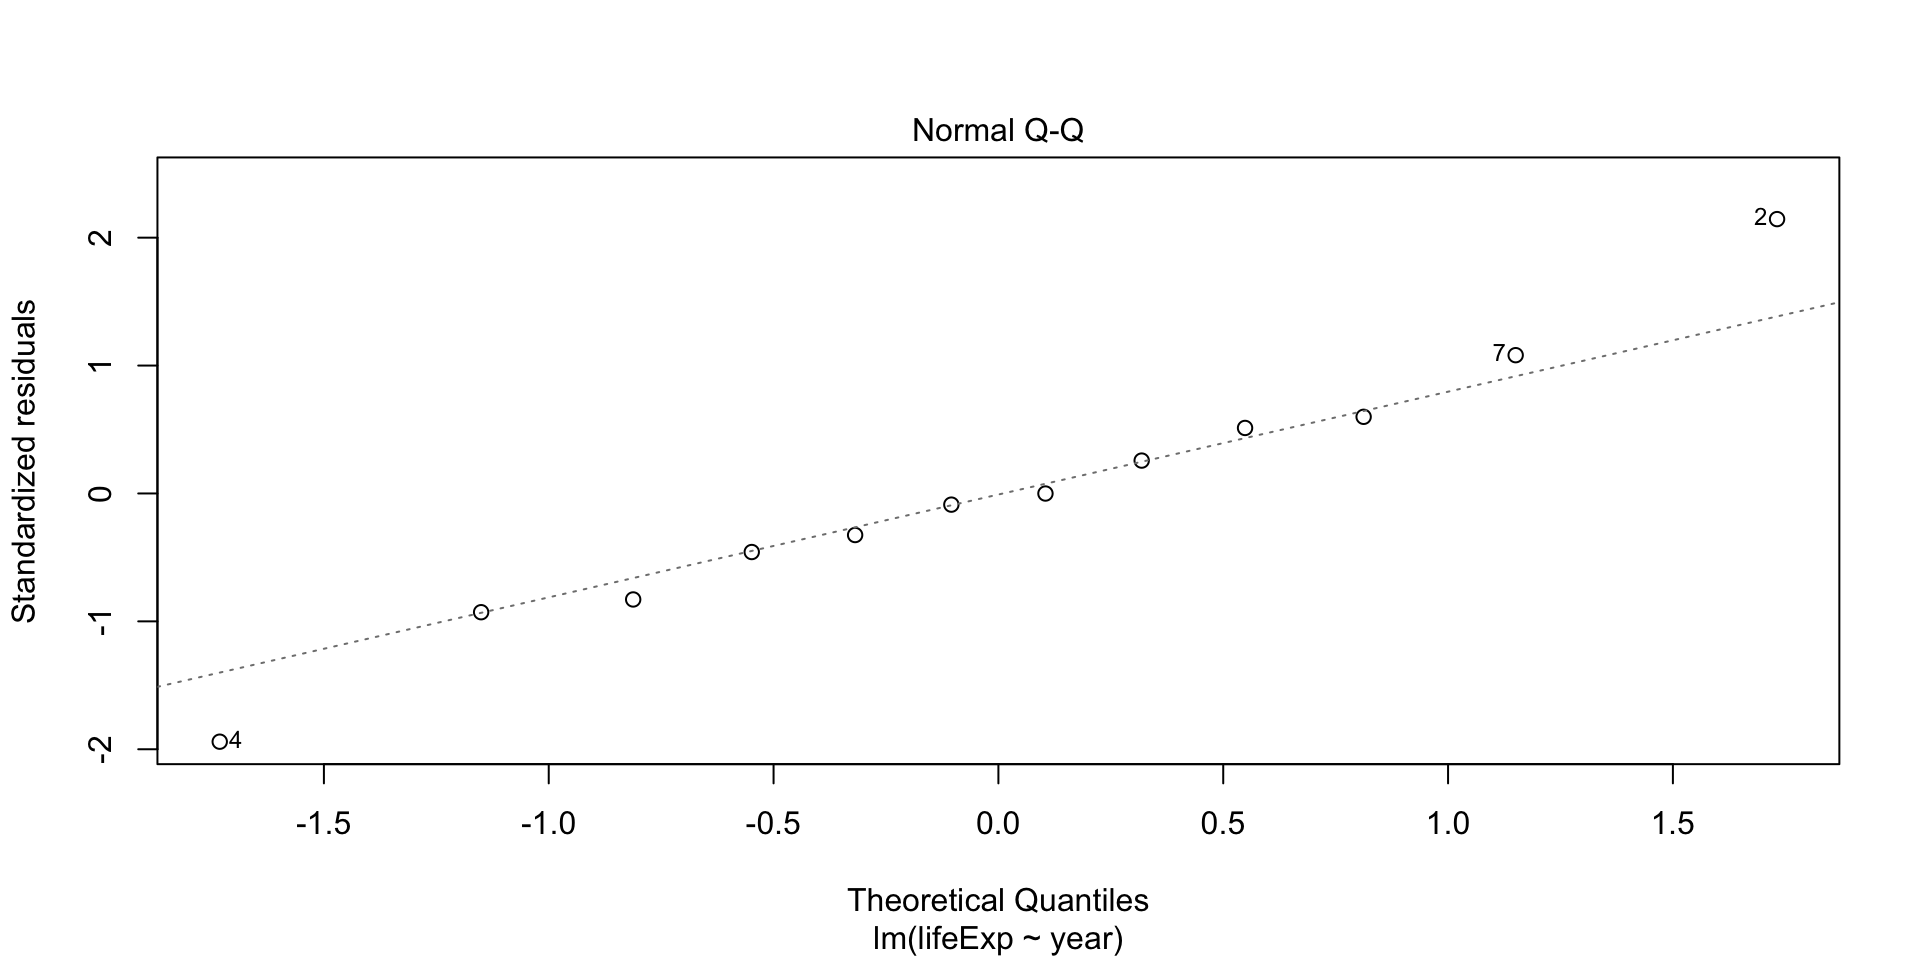 Normal Q-Q
Standardized residuals
2
1
0
-1
-2
2
7
4
-1.5 -1.0 -0.5 0.0 0.5 1.0 1.5
Theoretical Quantiles
lm(lifeExp ~ year)